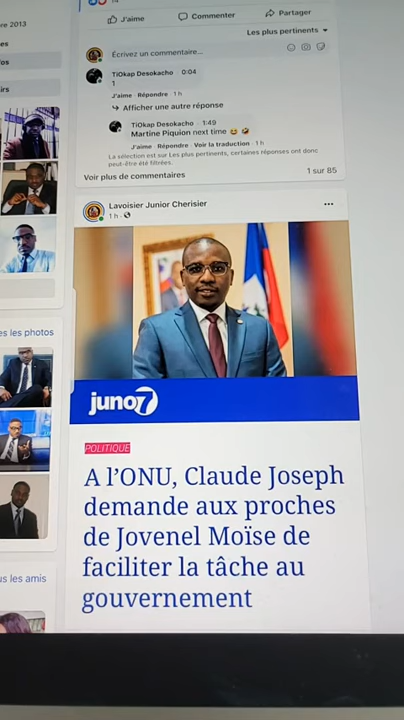 14
J'aime
Commenter
Partager
re 2013
Les plus pertinents
Écrivez un commentaire...
TiOkap Desokacho · 0:04
1
J'aime · Répondre · 1 h
Afficher une autre réponse
TiOkap Desokacho · 1:49
Martine Piquion next time
J'aime · Répondre · Voir la traduction · 1 h
La sélection est sur Les plus pertinents, certaines réponses ont donc
peut-être été filtrées.
Voir plus de commentaires
1 sur 85
Lavoisier Junior Cherisier
1 h
es les photos
us les amis
juno7
POLITIQUE
A l'ONU, Claude Joseph
demande aux proches
de Jovenel Moïse de
faciliter la tâche au
gouvernement